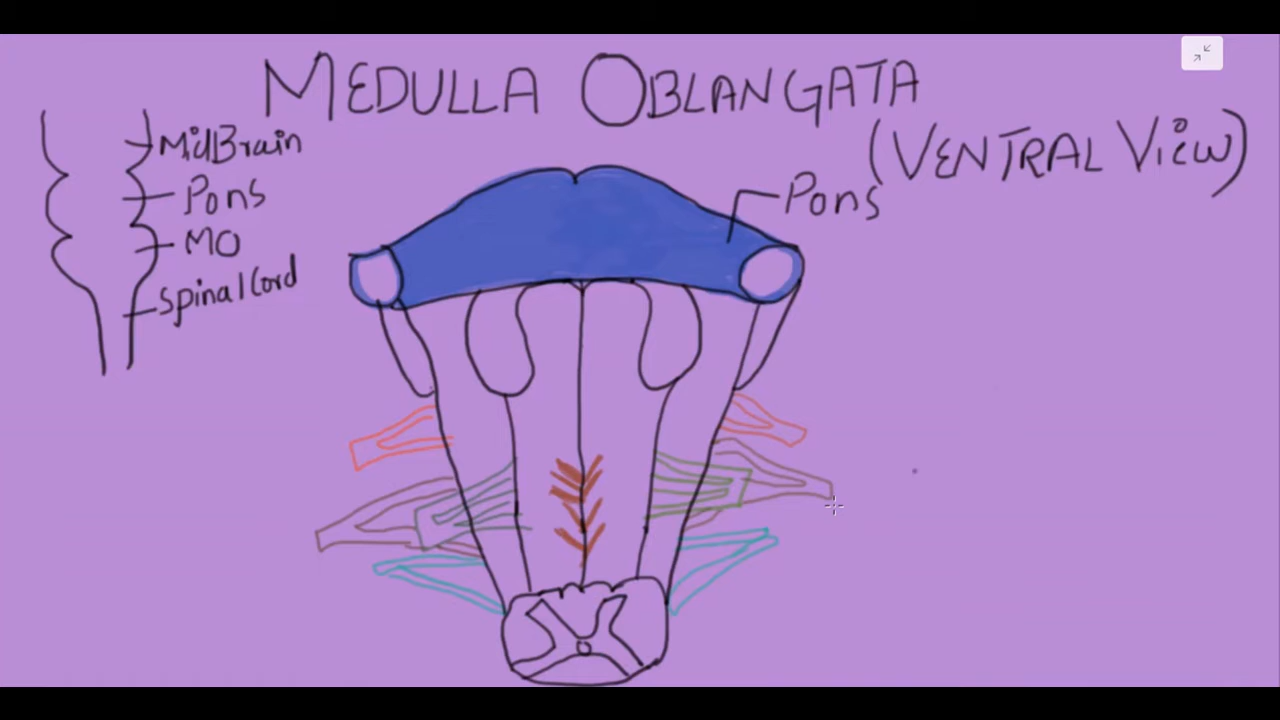 MEDULLA OBLANGATA
(VENTRAL VIEW)
MidBrain
Pons
MO
Spinal Cord
Pons